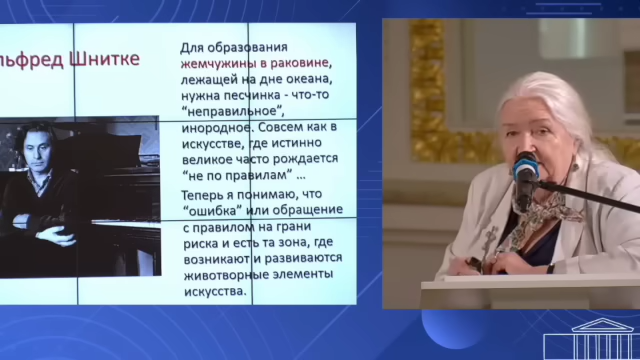 льфред Шнитке
Для образования
жемчужины в раковине,
лежащей на дне океана,
нужна песчинка - что-то
“неправильное”,
инородное. Совсем как в
искусстве, где истинно
великое часто рождается
“не по правилам” ...
Теперь я понимаю, что
“ошибка” или обращение
с правилом на грани
риска и есть та зона, где
возникают и развиваются
животворные элементы
искусства.